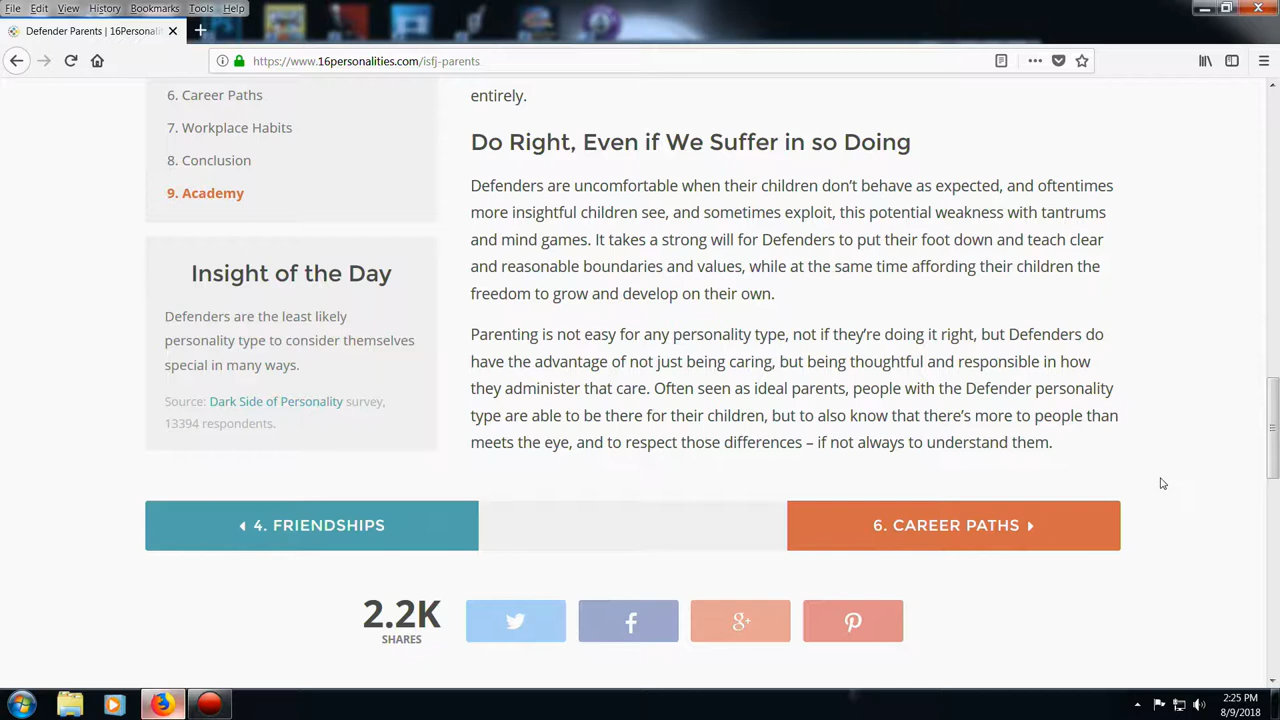 File Edit View History Bookmarks Tools Help
Defender Parents | 16Personali
https://www.16personalities.com/isfj-parents
6. Career Paths
7. Workplace Habits
8. Conclusion
9. Academy
Insight of the Day
Defenders are the least likely
personality type to consider themselves
special in many ways.
Source: Dark Side of Personality survey,
13394 respondents.
entirely.
Do Right, Even if We Suffer in so Doing
Defenders are uncomfortable when their children don’t behave as expected, and oftentimes
more insightful children see, and sometimes exploit, this potential weakness with tantrums
and mind games. It takes a strong will for Defenders to put their foot down and teach clear
and reasonable boundaries and values, while at the same time affording their children the
freedom to grow and develop on their own.
Parenting is not easy for any personality type, not if they’re doing it right, but Defenders do
have the advantage of not just being caring, but being thoughtful and responsible in how
they administer that care. Often seen as ideal parents, people with the Defender personality
type are able to be there for their children, but to also know that there’s more to people than
meets the eye, and to respect those differences – if not always to understand them.
4. FRIENDSHIPS
6. CAREER PATHS
2.2K
SHARES
2:25 PM
8/9/2018